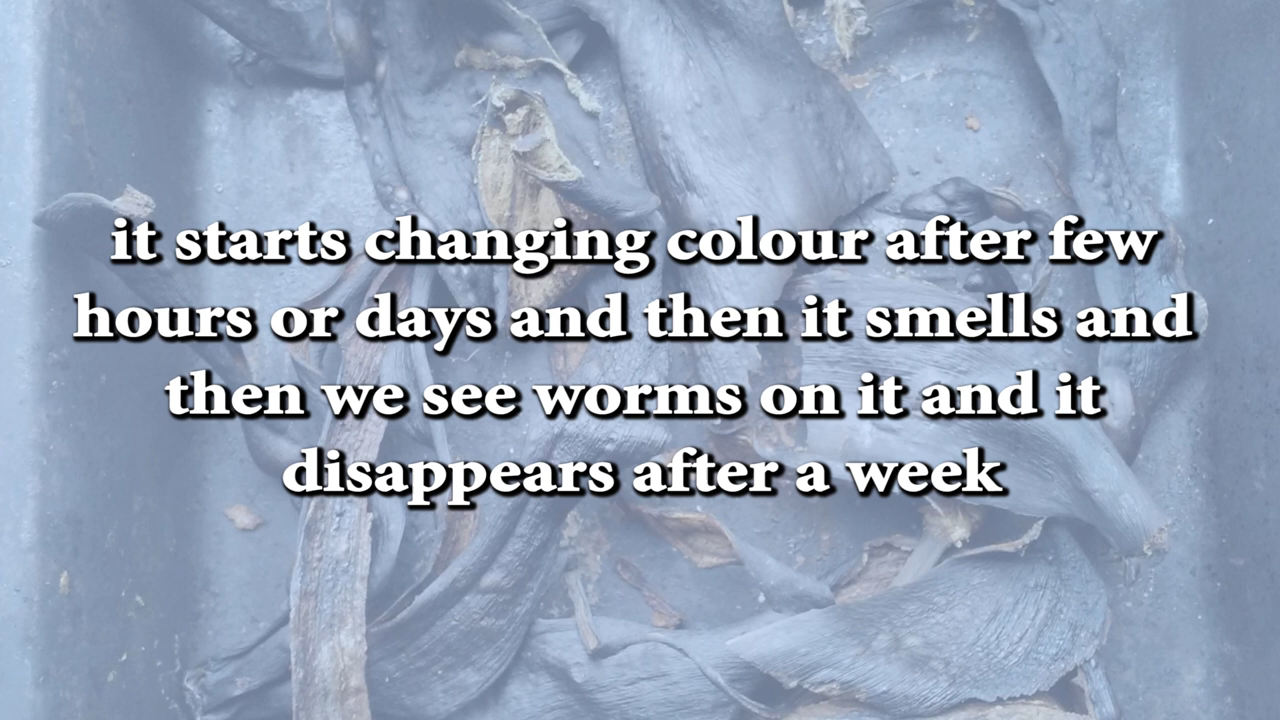 it starts changing colour after few
hours or days and then it smells and
then we see worms on it and it
disappears after a week